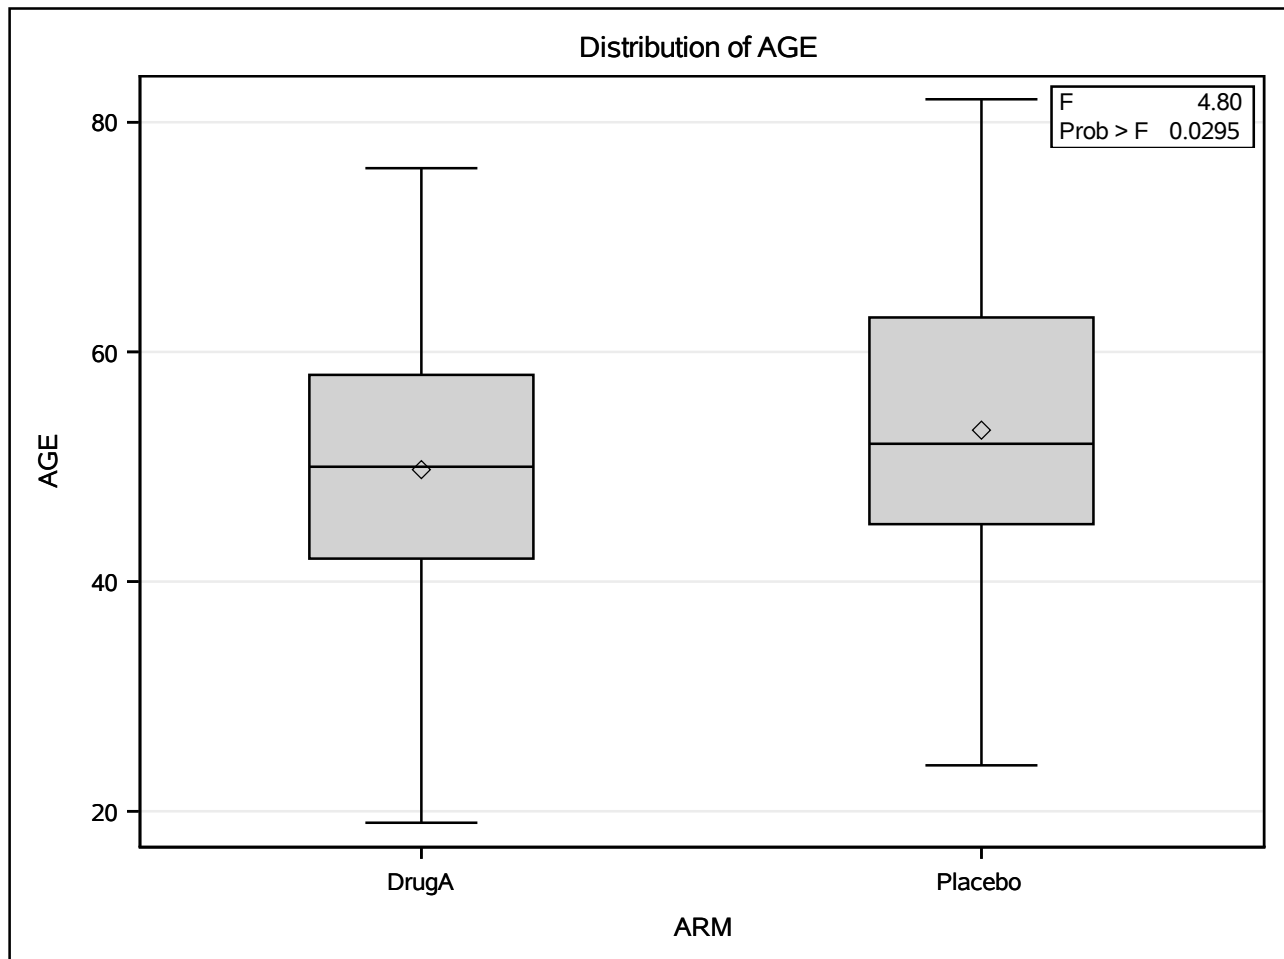 Distribution of AGE
F 4.80
Prob > F 0.0295
80
60
40
20
AGE
DrugA Placebo
ARM